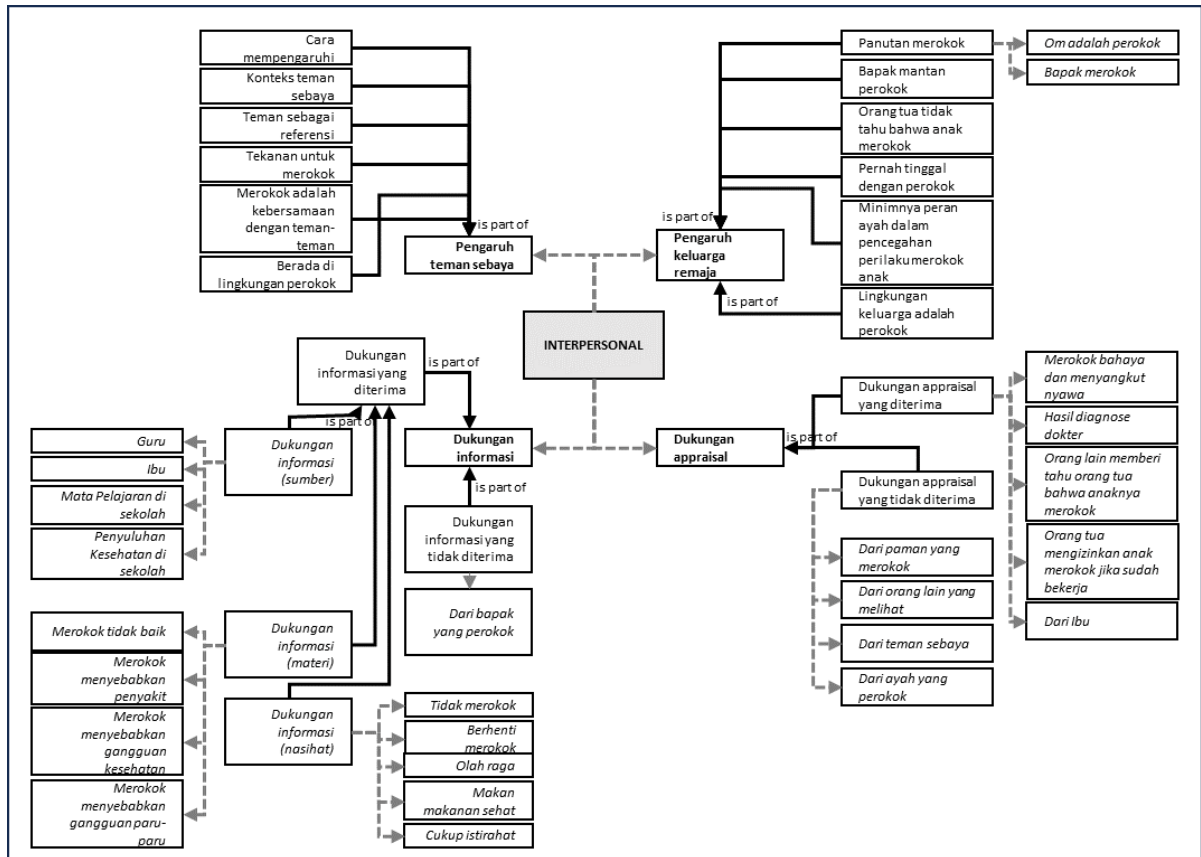 Cara
mempengaruhi
Konteks teman
sebaya
Teman sebagai
referensi
Tekanan untuk
merokok
Merokok adalah
kebersamaan
dengan teman-
teman
Berada di
lingkungan perokok
is part of
Pengaruh
teman sebaya
Panutan merokok
Om adalah perokok
Bapak merokok
Bapak mantan
perokok
Orang tua tidak
tahu bahwa anak
merokok
Pernah tinggal
dengan perokok
Minimnya peran
ayah dalam
pencegahan
perilaku merokok
anak
Lingkungan
keluarga adalah
perokok
is part of
Pengaruh
keluarga
remaja
is part of
INTERPERSONAL
Dukungan
informasi yang
diterima
is part of
is part of
Guru
Ibu
Mata Pelajaran di
sekolah
Penyuluhan
Kesehatan di
sekolah
Dukungan
informasi
(sumber)
Dukungan
informasi
is part of
Dukungan
informasi yang
tidak diterima
Dari bapak
yang perokok
Merokok tidak baik
Merokok
menyebabkan
penyakit
Merokok
menyebabkan
gangguan
kesehatan
Merokok
menyebabkan
gangguan paru-
paru
Dukungan
informasi
(materi)
Dukungan
informasi
(nasihat)
Tidak merokok
Berhenti
merokok
Olah raga
Makan
makanan sehat
Cukup istirahat
Dukungan
appraisal
is part of
Dukungan appraisal
yang diterima
Dukungan appraisal
yang tidak diterima
Dari paman yang
merokok
Dari orang lain yang
melihat
Dari teman sebaya
Dari ayah yang
perokok
Merokok bahaya
dan menyangkut
nyawa
Hasil diagnose
dokter
Orang lain memberi
tahu orang tua
bahwa anaknya
merokok
Orang tua
mengizinkan anak
merokok jika sudah
bekerja
Dari Ibu